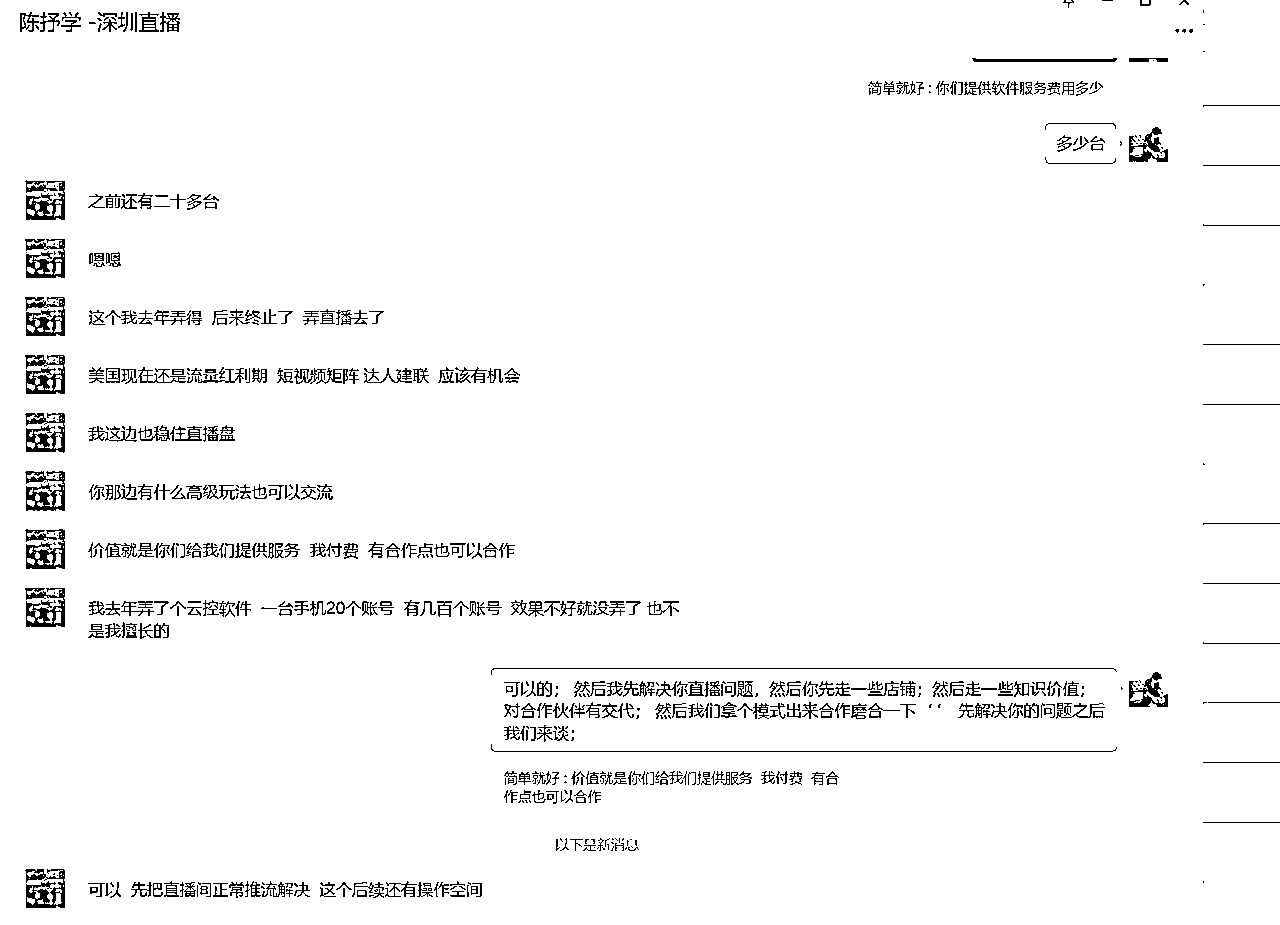 陈抒学 -深圳直播
简单就好 : 你们提供软件服务费用多少
多少台
之前还有二十多台
嗯嗯
这个我去年弄得 后来终止了 弄直播去了
美国现在还是流量红利期 短视频矩阵 达人建联 应该有机会
我这边也稳住直播盘
你那边有什么高级玩法也可以交流
价值就是你们给我们提供服务 我付费 有合作点也可以合作
我去年弄了个云控软件 一台手机20个账号 有几百个账号 效果不好就没弄了 也不
是我擅长的
可以的； 然后我先解决你直播问题，然后你先走一些店铺；然后走一些知识价值；
对合作伙伴有交代； 然后我们拿个模式出来合作磨合一下 ‘ ‘ 先解决你的问题之后
我们来谈；
简单就好 : 价值就是你们给我们提供服务 我付费 有合
作点也可以合作
以下是新消息
可以 先把直播间正常推流解决 这个后续还有操作空间